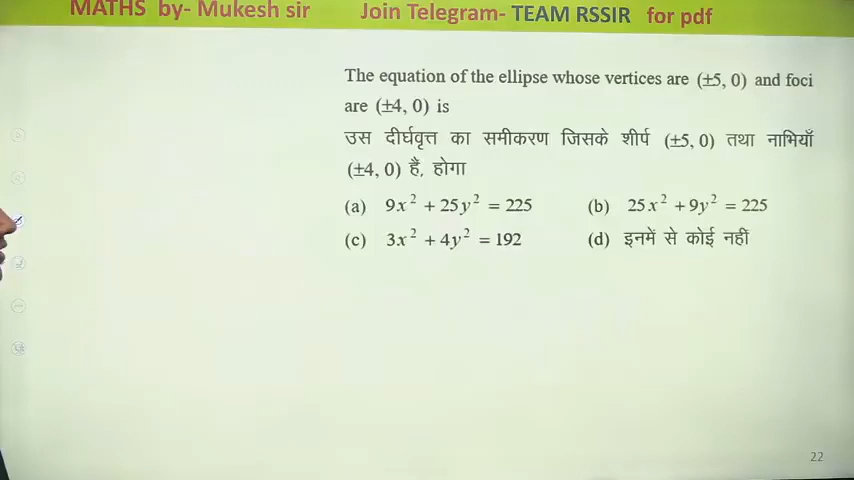 MATHS by- Mukesh sir Join Telegram- TEAM RSSIR for pdf
The equation of the ellipse whose vertices are (±5, 0) and foci
are (±4, 0) is
उस दीर्घवृत्त का समीकरण जिसके शीर्ष (±5, 0) तथा नाभियाँ
(±4, 0) हैं, होगा
(a) 9x² + 25y² = 225 (b) 25x² + 9y² = 225
(c) 3x² + 4y² = 192 (d) इनमें से कोई नहीं
22